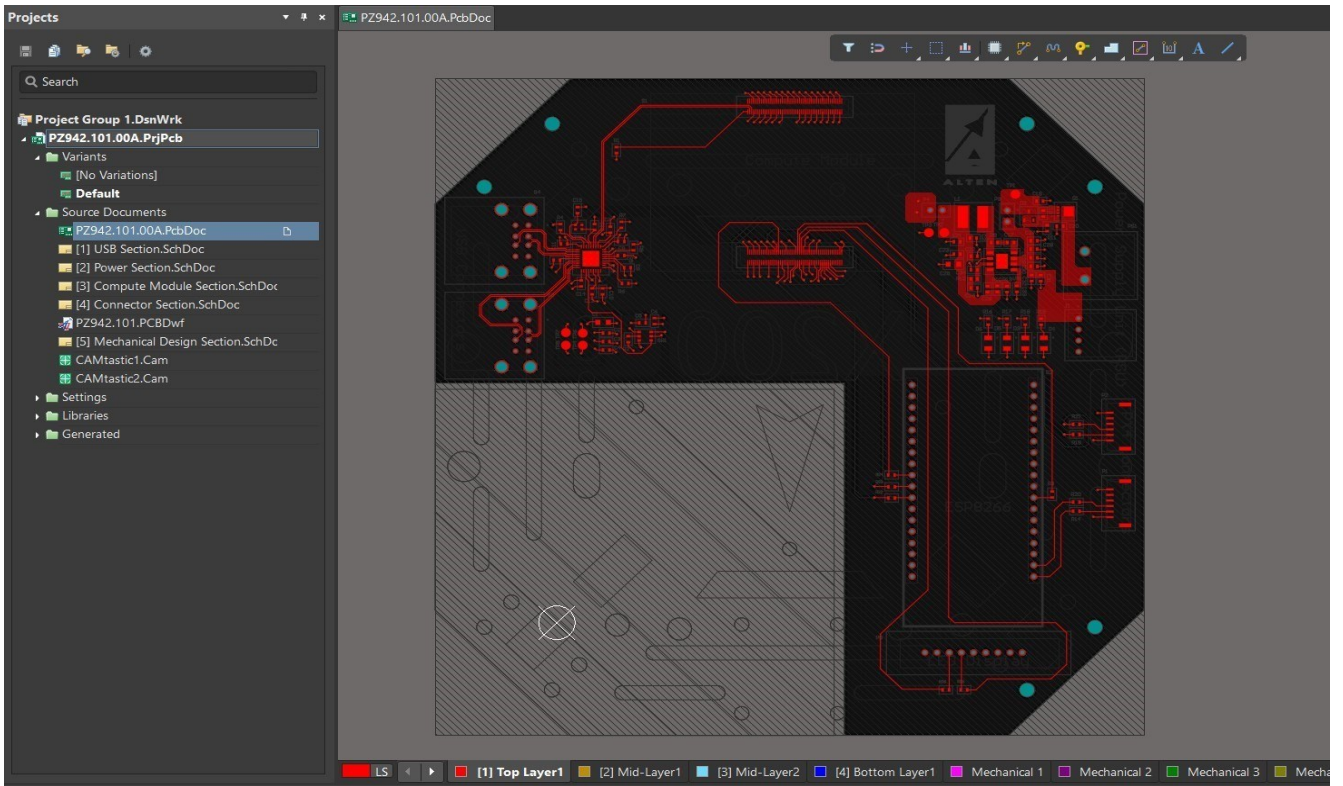 Projects
PZ942.101.00A.PcbDoc
Search
Project Group 1.DsnWrk
PZ942.101.00A.PrjPcb
Variants
[No Variations]
Default
Source Documents
PZ942.101.00A.PcbDoc
[1] USB Section.SchDoc
[2] Power Section.SchDoc
[3] Compute Module Section.SchDoc
[4] Connector Section.SchDoc
PZ942.101.PCBDwf
[5] Mechanical Design Section.SchDc
CAMtastic1.Cam
CAMtastic2.Cam
Settings
Libraries
Generated
ALTEN
ESP8266
LS
[1] Top Layer1
[2] Mid-Layer1
[3] Mid-Layer2
[4] Bottom Layer1
Mechanical 1
Mechanical 2
Mechanical 3
Mecha